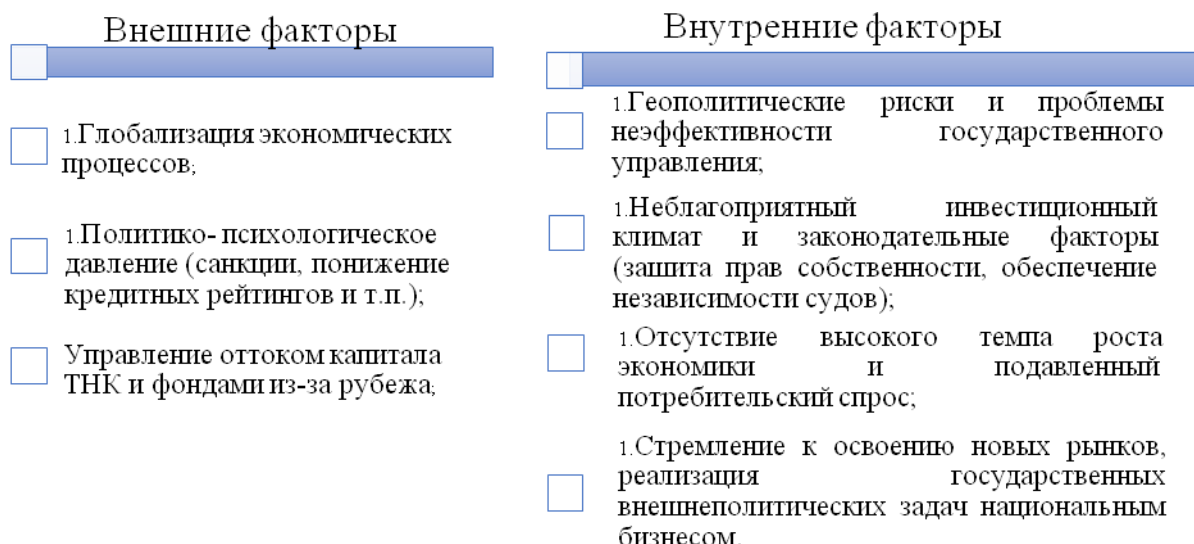 Внешние факторы
1.Глобализация экономических
процессов;
1.Политико- психологическое
давление (санкции, понижение
кредитных рейтингов и т.п.);
Управление оттоком капитала
ТНК и фондами из-за рубежа;
Внутренние факторы
1.Геополитические риски и проблемы
неэффективности государственного
управления;
1.Неблагоприятный инвестиционный
климат и законодательные факторы
(зашита прав собственности, обеспечение
независимости судов);
1.Отсутствие высокого темпа роста
экономики и подавленный
потребительский спрос;
1.Стремление к освоению новых рынков,
реализация государственных
внешнеполитических задач национальным
бизнесом.